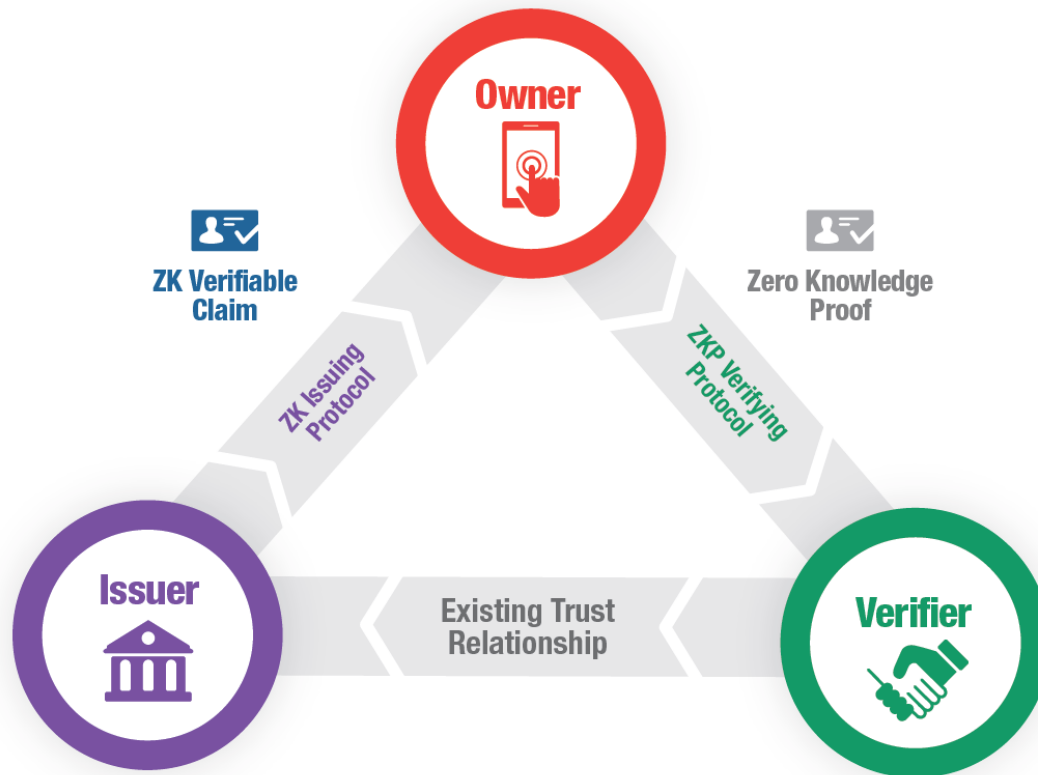 Owner
ZK Verifiable
Claim
Zero Knowledge
Proof
ZK Issuing
Protocol
ZKP Verifying
Protocol
Issuer
Existing Trust
Relationship
Verifier